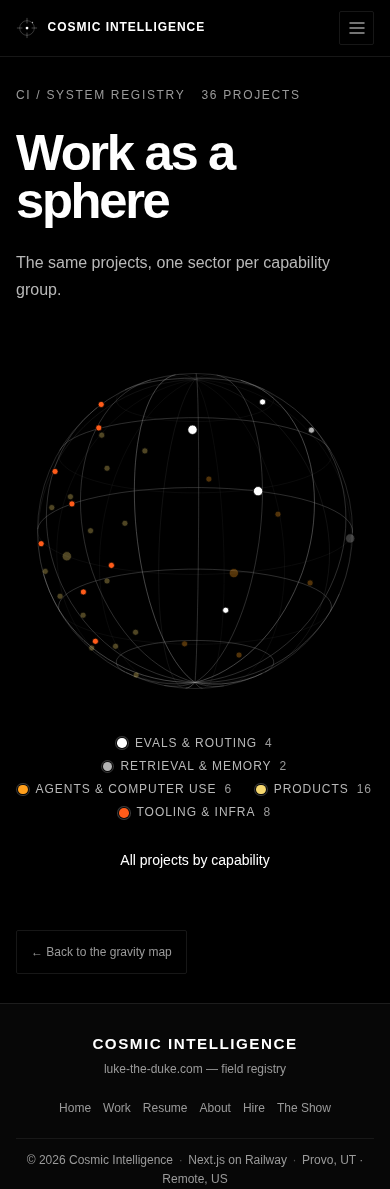 COSMIC INTELLIGENCE
CI / SYSTEM REGISTRY 36 PROJECTS
Work as a
sphere
The same projects, one sector per capability
group.
EVALS & ROUTING 4
RETRIEVAL & MEMORY 2
AGENTS & COMPUTER USE 6 PRODUCTS 16
TOOLING & INFRA 8
All projects by capability
← Back to the gravity map
COSMIC INTELLIGENCE
luke-the-duke.com — field registry
Home Work Resume About Hire The Show
© 2026 Cosmic Intelligence · Next.js on Railway · Provo, UT ·
Remote, US